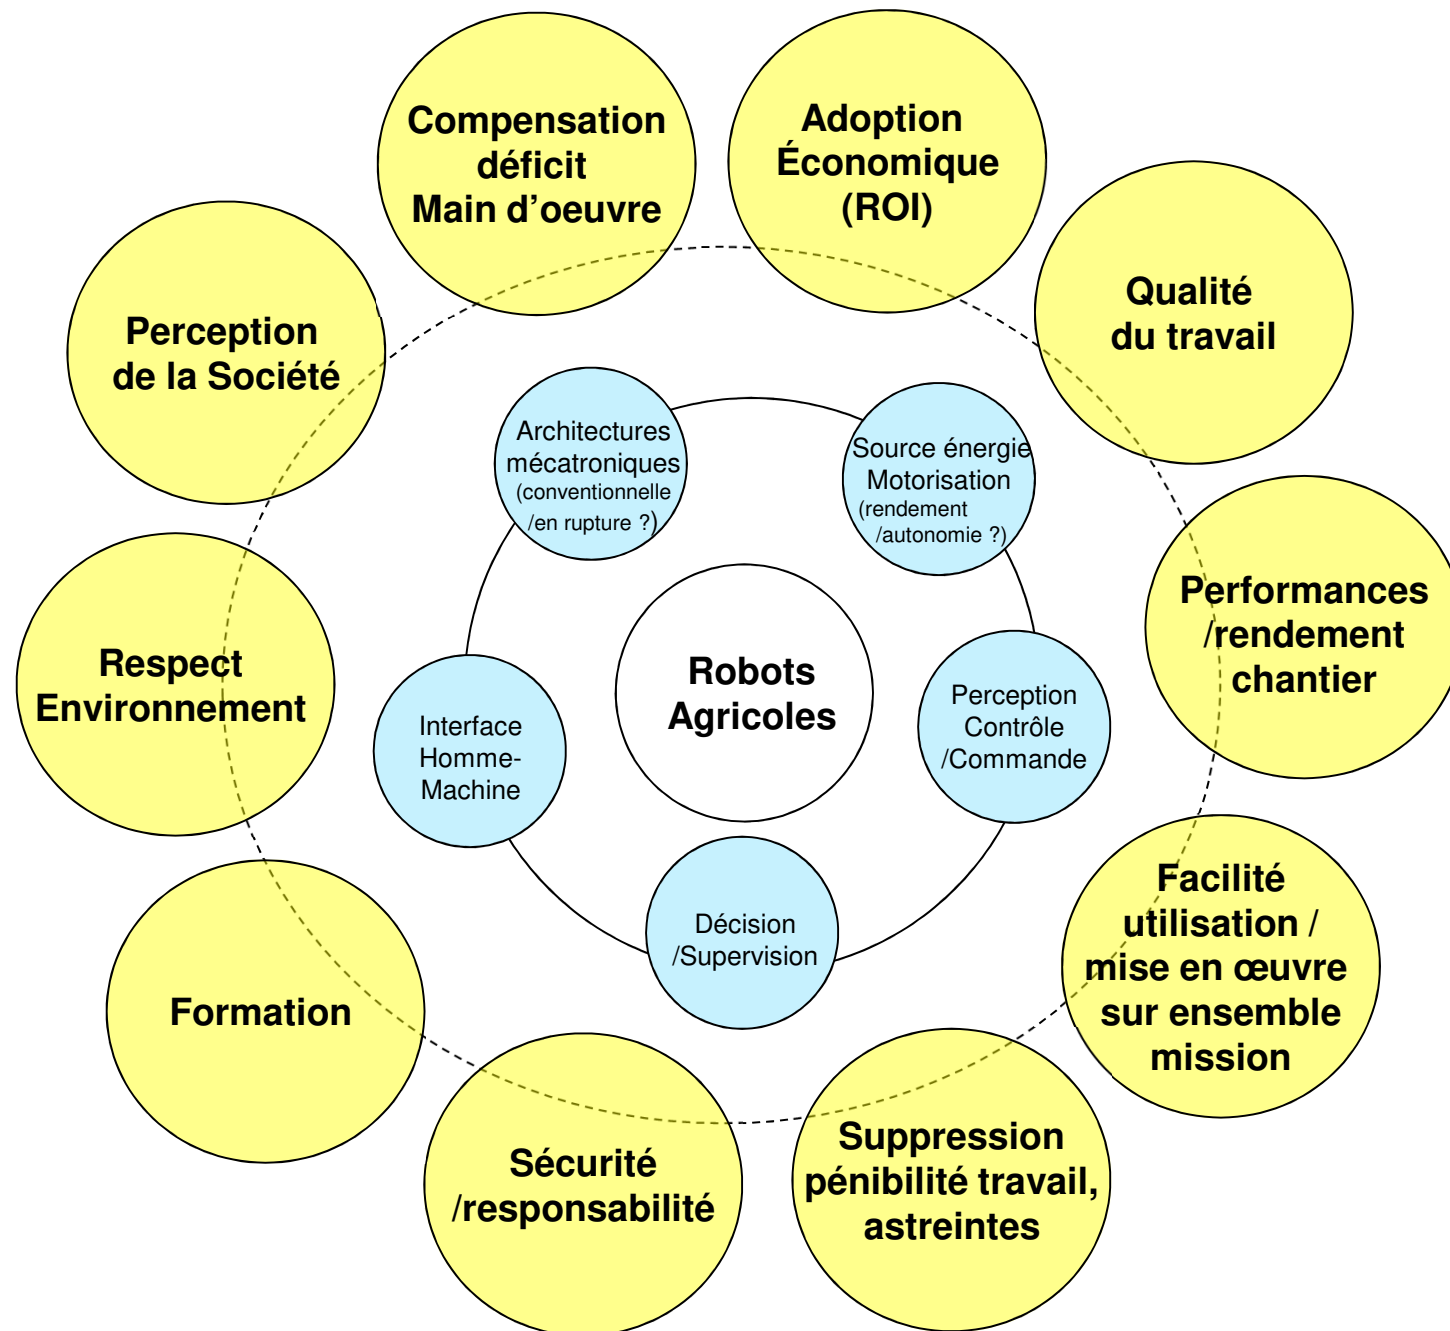 Compensation
déficit
Main d'oeuvre
Adoption
Économique
(ROI)
Qualité
du travail
Perception
de la Société
Architectures
mécatroniques
(conventionnelle
/en rupture ?)
Source énergie
Motorisation
(rendement
/autonomie ?)
Performances
/rendement
chantier
Respect
Environnement
Robots
Agricoles
Interface
Homme-
Machine
Perception
Contrôle
/Commande
Facilité
utilisation /
mise en œuvre
sur ensemble
mission
Décision
/Supervision
Formation
Sécurité
/responsabilité
Suppression
pénibilité travail,
astreintes